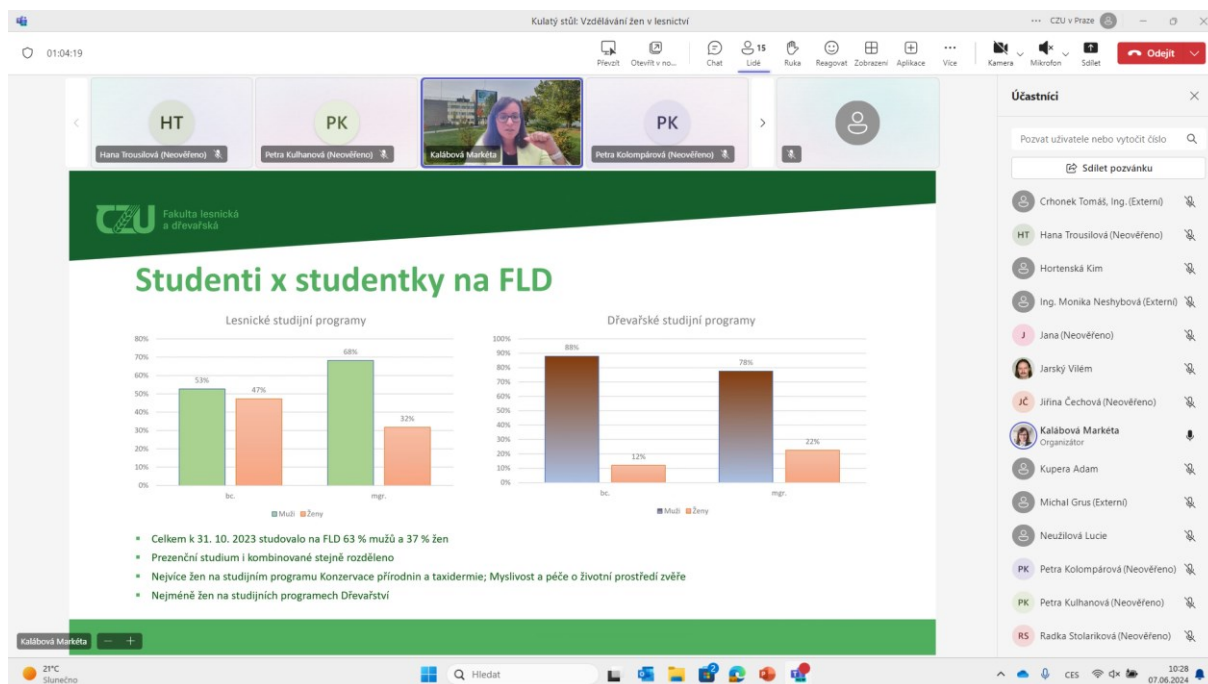 Kulatý stůl: Vzdělávání žen v lesnictví
CZU v Praze
01:04:19
Převzít
Otevřít v no...
Chat
15
Lidé
Ruka
Reagovat
Zobrazení
Aplikace
Více
Kamera
Mikrofon
Sdílet
Odejít
HT
Hana Trousilová (Neověřeno)
PK
Petra Kulhanová (Neověřeno)
Kalábová Markéta
PK
Petra Kolompárová (Neověřeno)
CZU
Fakulta lesnická
a dřevařská
Studenti x studentky na FLD
Lesnické studijní programy
80%
70%
60%
50%
40%
30%
20%
10%
0%
53%
47%
68%
32%
bc.
mgr.
Muži
Ženy
Dřevařské studijní programy
100%
90%
80%
70%
60%
50%
40%
30%
20%
10%
0%
88%
12%
78%
22%
bc.
mgr.
Muži
Ženy
Celkem k 31. 10. 2023 studovalo na FLD 63 % mužů a 37 % žen
Prezenční studium i kombinované stejně rozděleno
Nejvíce žen na studijním programu Konzervace přírodnin a taxidermie; Myslivost a péče o životní prostředí zvěře
Nejméně žen na studijních programech Dřevařství
Kalábová Markéta
Účastníci
Pozvat uživatele nebo vytočit číslo
Sdílet pozvánku
Crhonek Tomáš, Ing. (Externí)
HT Hana Trousilová (Neověřeno)
Hortenská Kim
Ing. Monika Neshybová (Externí)
J Jana (Neověřeno)
Jarský Vilém
JČ Jiřina Čechová (Neověřeno)
Kalábová Markéta
Organizátor
Kupera Adam
Michal Grus (Externí)
Neužilová Lucie
PK Petra Kolompárová (Neověřeno)
PK Petra Kulhanová (Neověřeno)
RS Radka Stolariková (Neověřeno)
21°C
Slunečno
Hledat
CES
10:28
07.06.2024